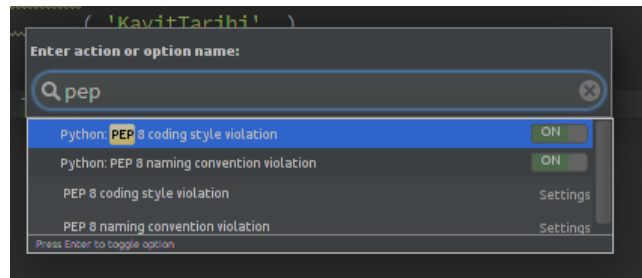 ( 'KayitTarihi' )
Enter action or option name:
pep
Python: PEP 8 coding style violation ON
Python: PEP 8 naming convention violation ON
PEP 8 coding style violation Settings
PEP 8 naming convention violation Settings
Press Enter to toggle option